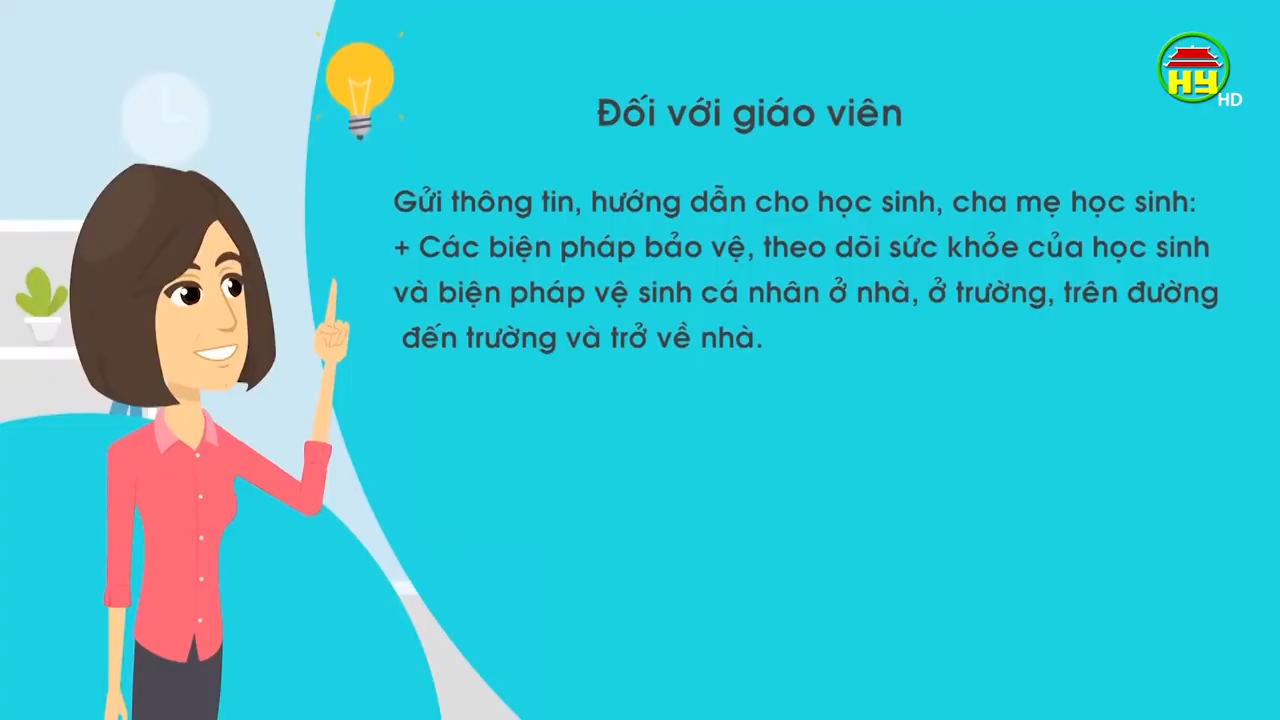 HY
HD
Đối với giáo viên
Gửi thông tin, hướng dẫn cho học sinh, cha mẹ học sinh:
+ Các biện pháp bảo vệ, theo dõi sức khỏe của học sinh
và biện pháp vệ sinh cá nhân ở nhà, ở trường, trên đường
đến trường và trở về nhà.